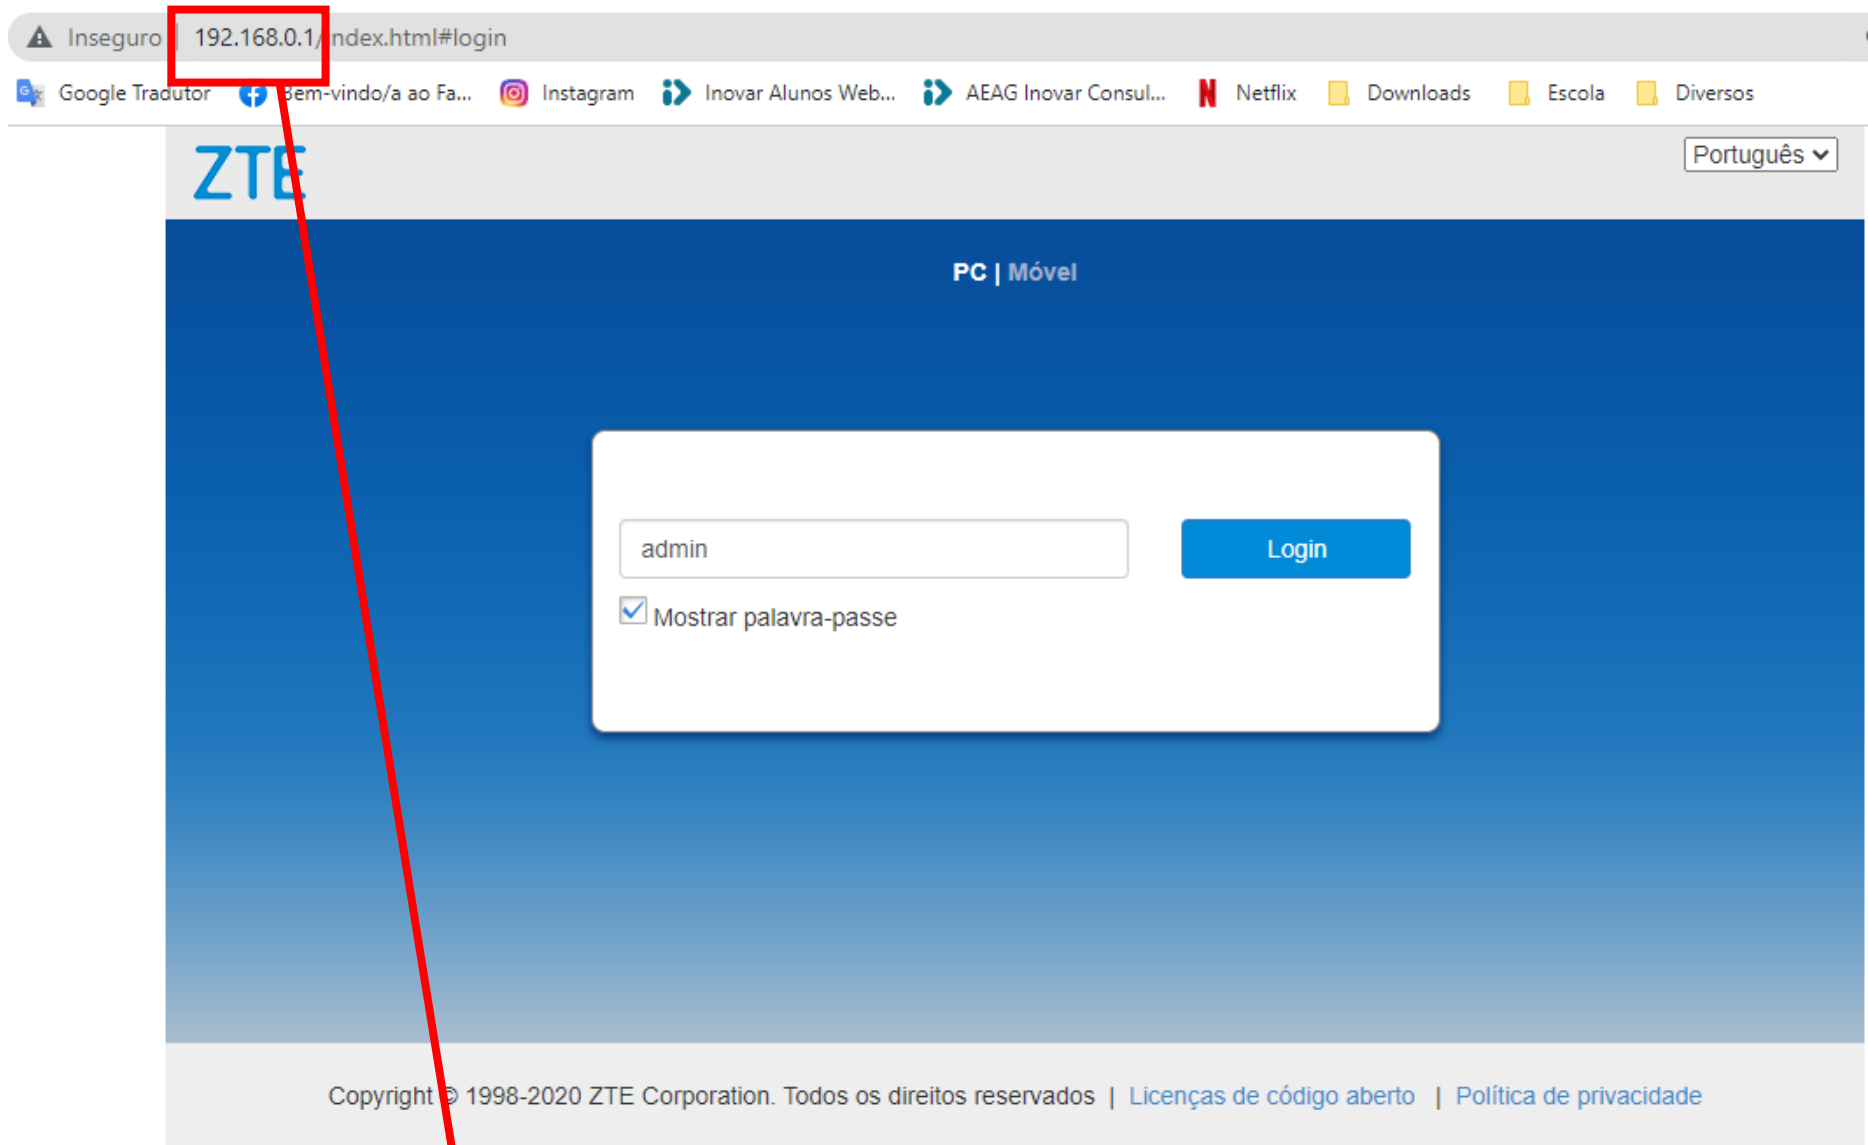 Inseguro | 192.168.0.1/index.html#login
Google Tradutor Bem-vindo/a ao Fa... Instagram Inovar Alunos Web... AEAG Inovar Consul... Netflix Downloads Escola Diversos
ZTE
Português
PC | Móvel
admin
Login
Mostrar palavra-passe
Copyright © 1998-2020 ZTE Corporation. Todos os direitos reservados | Licenças de código aberto | Política de privacidade